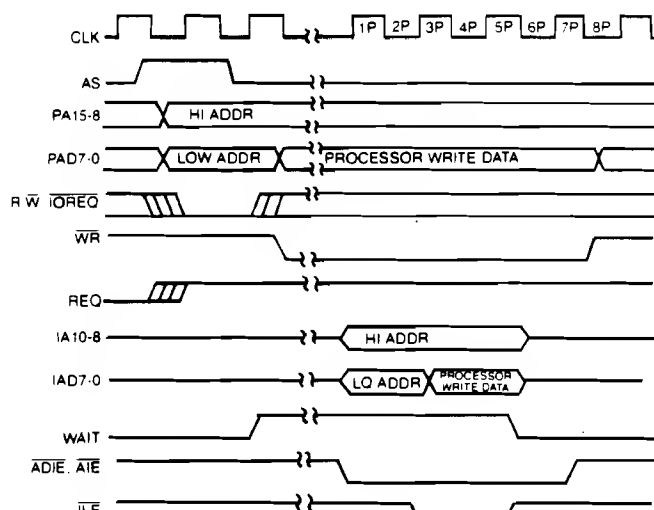 CLK 1P 2P 3P 4P 5P 6P 7P 8P
AS
PA15-8 HI ADDR
PAD7-0 LOW ADDR PROCESSOR WRITE DATA
R W IOREQ
WR
REQ
IA10-8 HI ADDR
IAD7-0 LO ADDR PROCESSOR
WRITE DATA
WAIT
ADIE, AIE